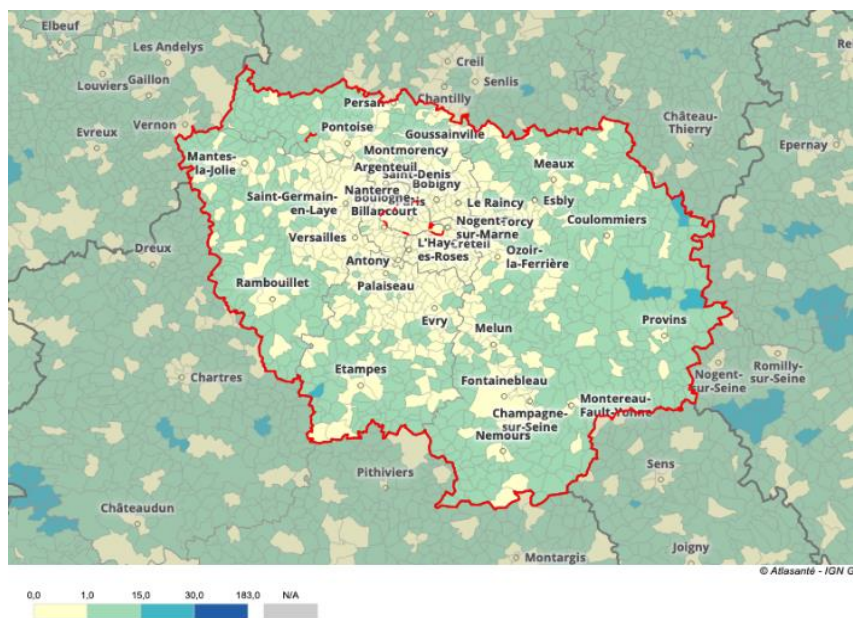 Elbeuf
Les Andelys
Louviers
Gaillon
Creil
Senlis
Chantilly
Persan
Vernon
Evreux
Pontoise
Goussainville
Château-
Thierry
Epernay
Montmorency
Mantes-
la-Jolie
Argenteuil
Saint-Denis
Meaux
Nanterre
Bobigny
Saint-Germain-
en-Laye
Boulogne-
Billancourt
Le Raincy
Esbly
Nogent-
sur-Marne
Torcy
Coulommiers
Versailles
Dreux
Antony
Ozoir-
la-Ferrière
Rambouillet
Palaiseau
Evry
Melun
Provins
Chartres
Etampes
Nogent-
sur-Seine
Romilly-
sur-Seine
Fontainebleau
Champagne-
sur-Seine
Montereau-
Fault-Yonne
Nemours
Pithiviers
Sens
Châteaudun
Montargis
Joigny
© Atlasanté - IGN G
0,0 1,0 15,0 30,0 183,0 N/A